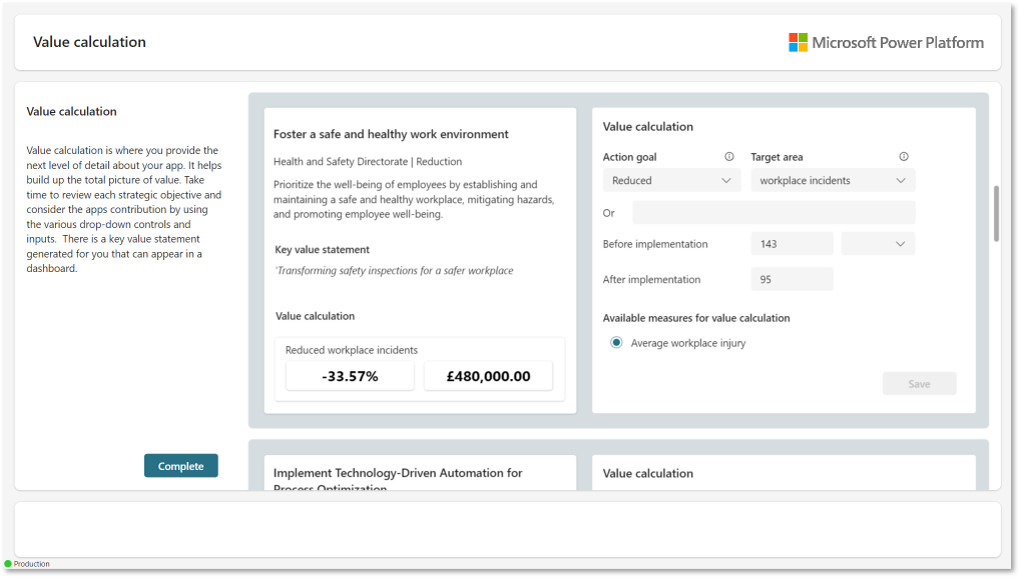 Value calculation
Microsoft Power Platform
Value calculation
Value calculation is where you provide the
next level of detail about your app. It helps
build up the total picture of value. Take
time to review each strategic objective and
consider the apps contribution by using
the various drop-down controls and
inputs.  There is a key value statement
generated for you that can appear in a
dashboard.
Complete
Foster a safe and healthy work environment
Health and Safety Directorate | Reduction
Prioritize the well-being of employees by establishing and
maintaining a safe and healthy workplace, mitigating hazards,
and promoting employee well-being.
Key value statement
'Transforming safety inspections for a safer workplace
Value calculation
Reduced workplace incidents
-33.57%
£480,000.00
Value calculation
Action goal
Target area
Reduced
workplace incidents
Or
Before implementation
143
After implementation
95
Available measures for value calculation
Average workplace injury
Save
Implement Technology-Driven Automation for
Process Optimization
Value calculation
Production